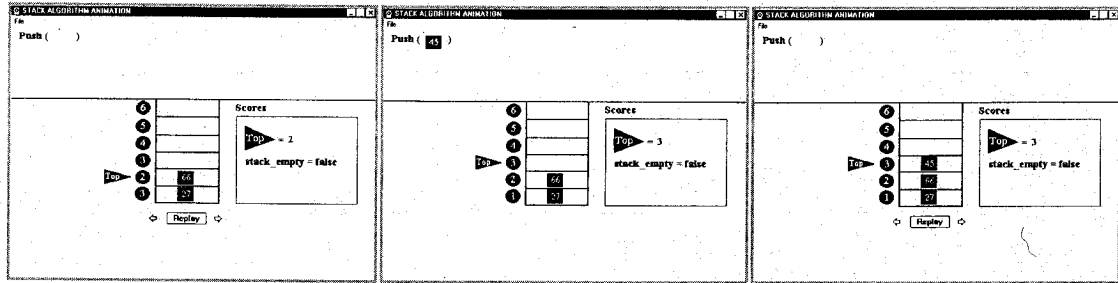 STACK ALGORITHM ANIMATION
File
Push ( )
6
5
4
3
Top 2 66
3 27
Replay
Scores
Top = 2
stack_empty = false
STACK ALGORITHM ANIMATION
File
Push ( 45 )
6
5
4
Top 3
2 66
1 27
Scores
Top = 3
stack_empty = false
STACK ALGORITHM ANIMATION
File
Push ( )
6
5
4
Top 3 45
2 66
1 27
Replay
Scores
Top = 3
stack_empty = false